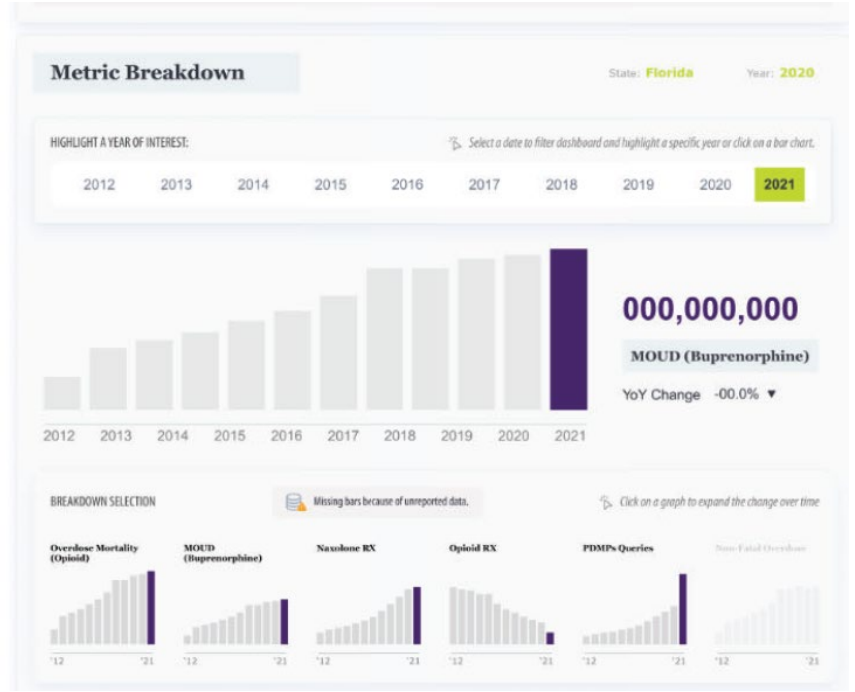 Metric Breakdown
State: Florida
Year: 2020
HIGHLIGHT A YEAR OF INTEREST:
Select a date to filter dashboard and highlight a specific year or click on a bar chart.
2012 2013 2014 2015 2016 2017 2018 2019 2020 2021
000,000,000
MOUD (Buprenorphine)
YoY Change -00.0% ▼
2012 2013 2014 2015 2016 2017 2018 2019 2020 2021
BREAKDOWN SELECTION
Missing bars because of unreported data.
Click on a graph to expand the change over time
Overdose Mortality
(Opioid)
MOUD
(Buprenorphine)
Naxolone RX
Opioid RX
PDMPs Queries
Non-Fatal Overdose
'12 '21
'12 '21
'12 '21
'12 '21
'12 '21
'12 '21